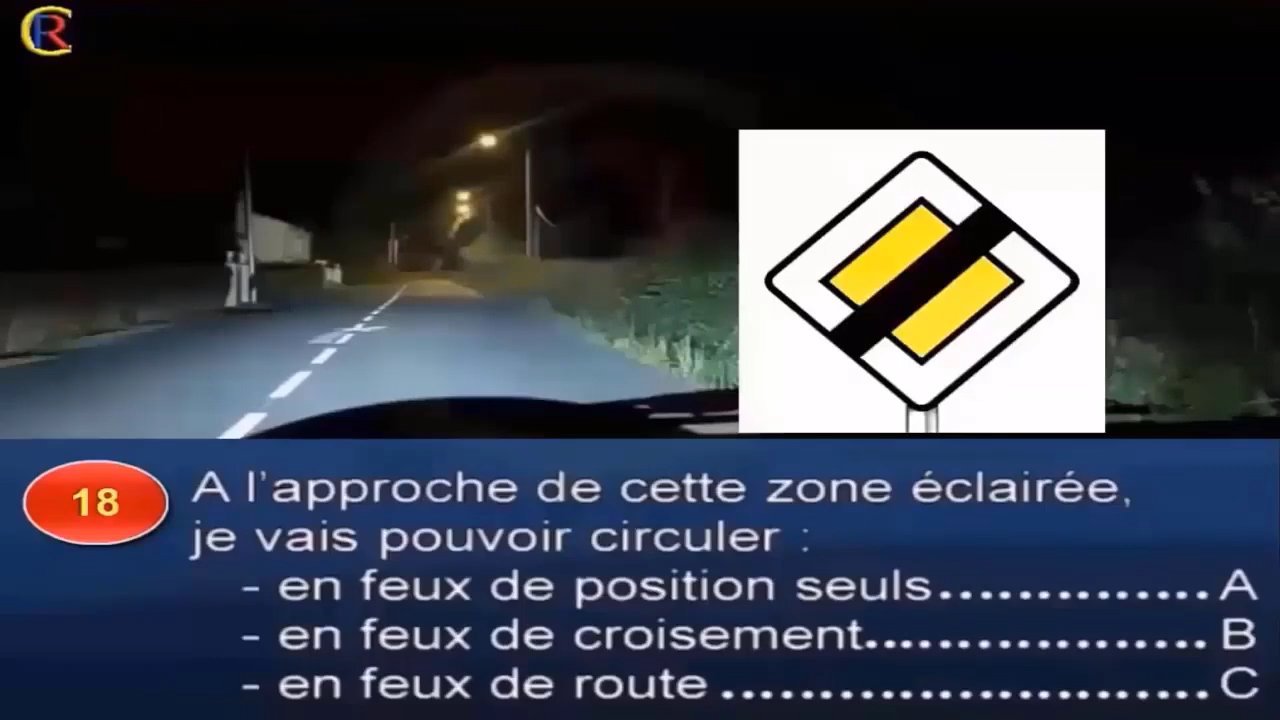 CR
18
A l'approche de cette zone éclairée,
je vais pouvoir circuler :
- en feux de position seuls..............A
- en feux de croisement..................B
- en feux de route.........................C